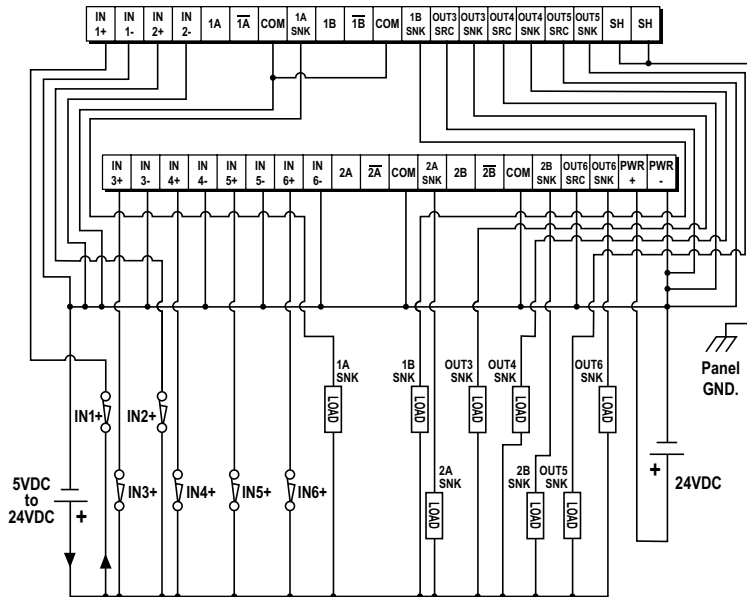 IN 1+
IN 1-
IN 2+
IN 2-
1A
1A̅
COM
1A SNK
1B
1B̅
COM
1B SNK
OUT3 SRC
OUT3 SNK
OUT4 SRC
OUT4 SNK
OUT5 SRC
OUT5 SNK
SH
SH
IN 3+
IN 3-
IN 4+
IN 4-
IN 5+
IN 5-
IN 6+
IN 6-
2A
2A̅
COM
2A SNK
2B
2B̅
COM
2B SNK
OUT6 SRC
OUT6 SNK
PWR +
PWR -
Panel
GND.
1A
SNK
LOAD
1B
SNK
LOAD
OUT3
SNK
LOAD
OUT4
SNK
LOAD
OUT6
SNK
LOAD
IN1+
IN2+
5VDC
to
24VDC
+
IN3+
IN4+
IN5+
IN6+
2A
SNK
LOAD
2B
SNK
LOAD
OUT5
SNK
LOAD
+
24VDC